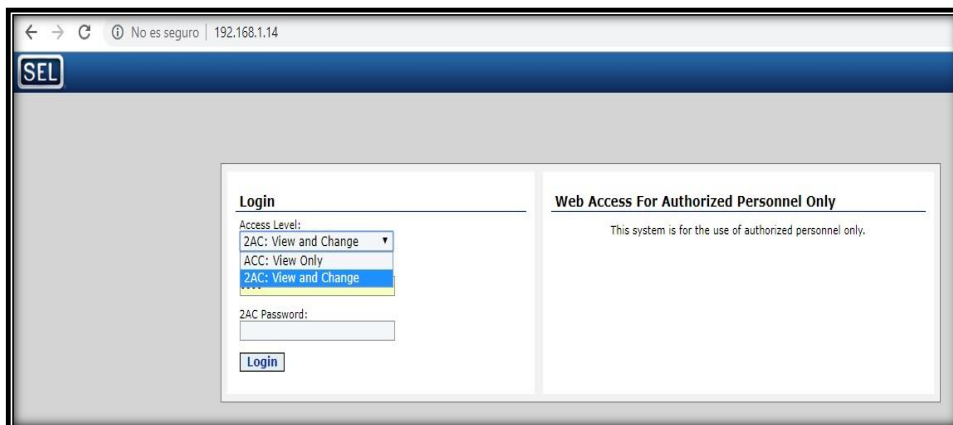 No es seguro | 192.168.1.14
SEL
Login
Access Level:
2AC: View and Change
ACC: View Only
2AC: View and Change
2AC Password:
Login
Web Access For Authorized Personnel Only
This system is for the use of authorized personnel only.